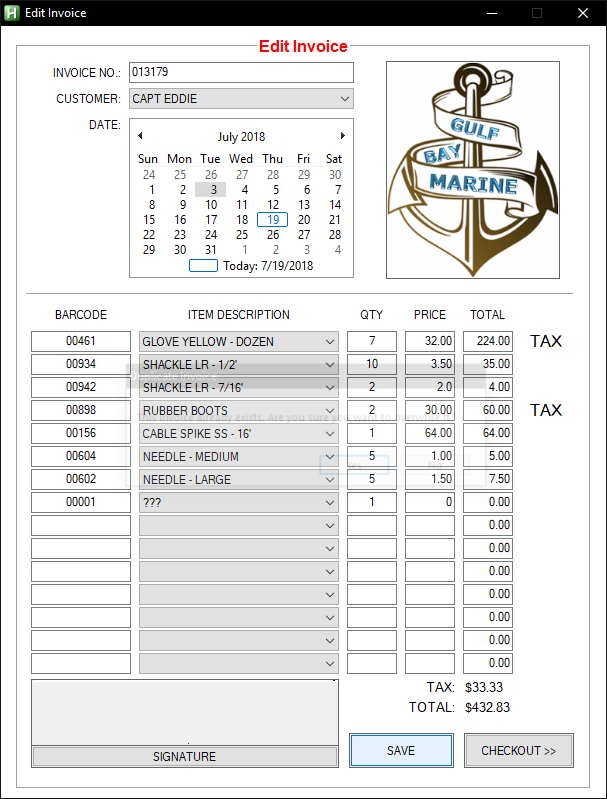 Edit Invoice
Edit Invoice
INVOICE NO.: 013179
CUSTOMER: CAPT EDDIE
DATE:
July 2018
Sun Mon Tue Wed Thu Fri Sat
24 25 26 27 28 29 30
1 2 3 4 5 6 7
8 9 10 11 12 13 14
15 16 17 18 19 20 21
22 23 24 25 26 27 28
29 30 31 1 2 3 4
Today: 7/19/2018
GULF
BAY
MARINE
BARCODE ITEM DESCRIPTION QTY PRICE TOTAL
00461 GLOVE YELLOW - DOZEN 7 32.00 224.00 TAX
00934 SHACKLE LR - 1/2' 10 3.50 35.00
Duplicate Invoice
00942 SHACKLE LR - 7/16' 2 2.0 4.00
00898 RUBBER BOOTS 2 30.00 60.00 TAX
This invoice already exists. Are you sure you want to overwrite it?
00156 CABLE SPIKE SS - 16' 1 64.00 64.00
00604 NEEDLE - MEDIUM 5 1.00 5.00
Yes No
00602 NEEDLE - LARGE 5 1.50 7.50
00001 ??? 1 0 0.00
0.00
0.00
0.00
0.00
0.00
0.00
0.00
TAX: $33.33
TOTAL: $432.83
SIGNATURE
SAVE
CHECKOUT >>